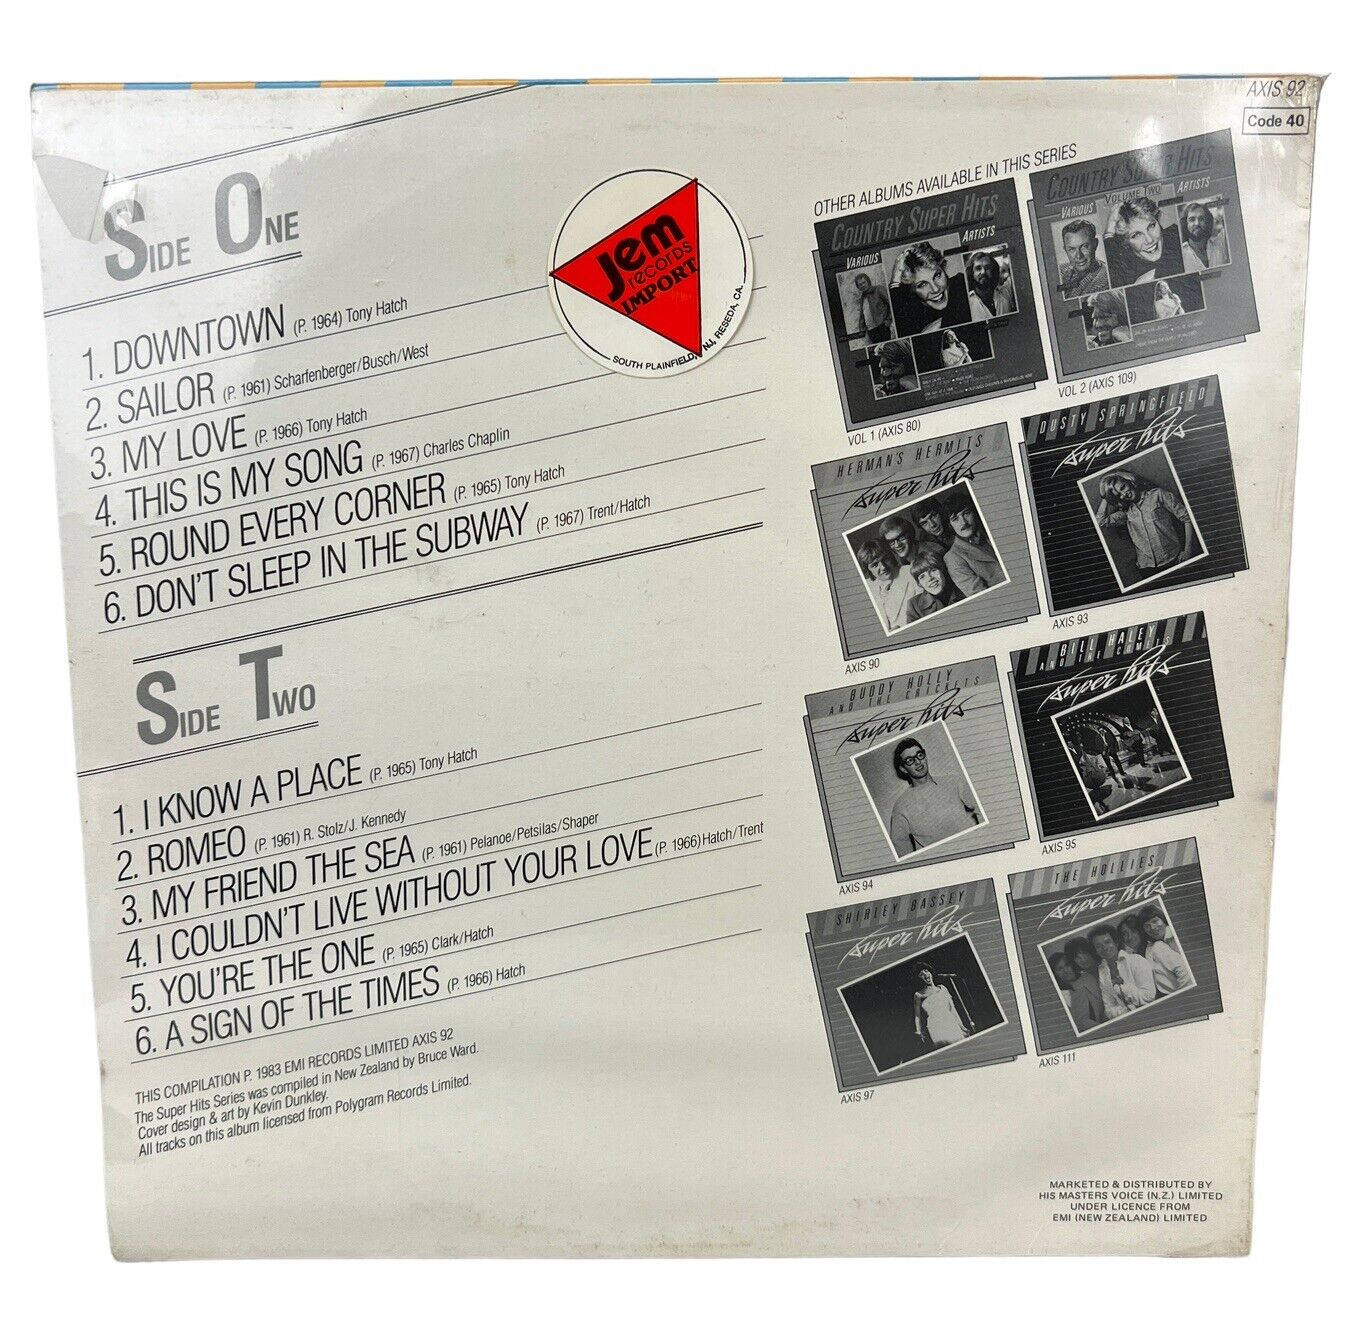 AXIS 92
Code 40
SIDE ONE
1. DOWNTOWN (P. 1964) Tony Hatch
2. SAILOR (P. 1961) Scharfenberger/Busch/West
3. MY LOVE (P. 1966) Tony Hatch
4. THIS IS MY SONG (P. 1967) Charles Chaplin
5. ROUND EVERY CORNER (P. 1965) Tony Hatch
6. DON'T SLEEP IN THE SUBWAY (P. 1967) Trent/Hatch
SIDE TWO
1. I KNOW A PLACE (P. 1965) Tony Hatch
2. ROMEO (P. 1961) R. Stolz/J. Kennedy
3. MY FRIEND THE SEA (P. 1961) Pelanoe/Petsilas/Shaper
4. I COULDN'T LIVE WITHOUT YOUR LOVE (P. 1966) Hatch/Trent
5. YOU'RE THE ONE (P. 1965) Clark/Hatch
6. A SIGN OF THE TIMES (P. 1966) Hatch
THIS COMPILATION P. 1983 EMI RECORDS LIMITED AXIS 92
The Super Hits Series was compiled in New Zealand by Bruce Ward.
Cover design & art by Kevin Dunkley.
All tracks on this album licensed from Polygram Records Limited.
Jem
records
IMPORT
SOUTH PLAINFIELD, NJ, RESEDA, CA.
OTHER ALBUMS AVAILABLE IN THIS SERIES
COUNTRY SUPER HITS
VARIOUS ARTISTS
VOL 1 (AXIS 80)
COUNTRY SUPER HITS
VOLUME TWO
VARIOUS ARTISTS
VOL 2 (AXIS 109)
HERMAN'S HERMITS
super hits
AXIS 90
DUSTY SPRINGFIELD
super hits
AXIS 93
BUDDY HOLLY
AND THE CRICKETS
super hits
AXIS 94
BILL HALEY
AND THE COMETS
super hits
AXIS 95
SHIRLEY BASSEY
super hits
AXIS 97
THE HOLLIES
super hits
AXIS 111
MARKETED & DISTRIBUTED BY
HIS MASTERS VOICE (N.Z.) LIMITED
UNDER LICENCE FROM
EMI (NEW ZEALAND) LIMITED